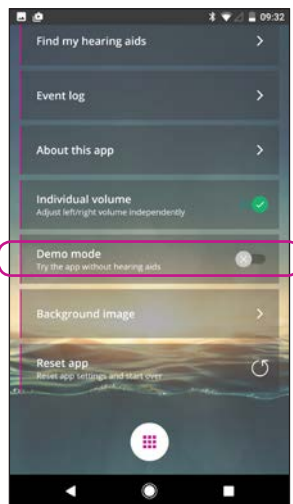 09:32
Find my hearing aids
Event log
About this app
Individual volume
Adjust left/right volume independently
Demo mode
Try the app without hearing aids
Background image
Reset app
Reset app settings and start over